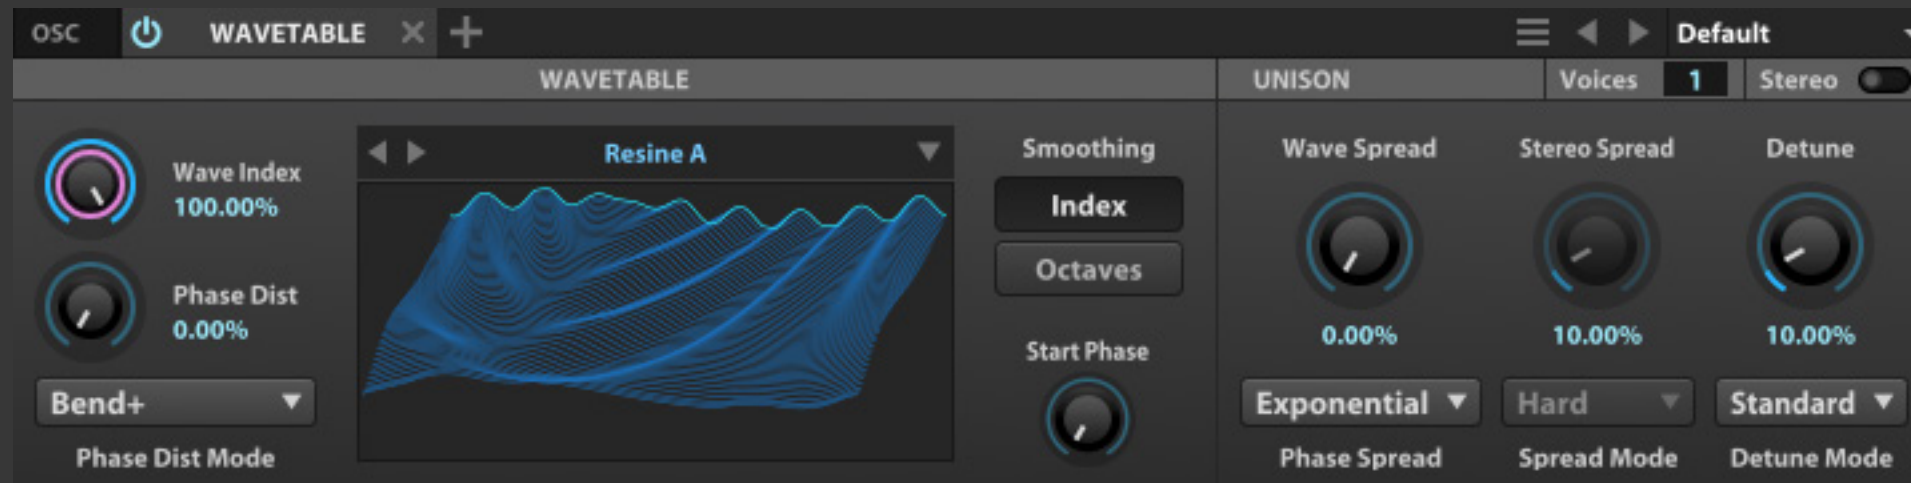 OSC WAVETABLE Default
WAVETABLE UNISON Voices 1 Stereo
Wave Index
100.00%
Phase Dist
0.00%
Bend+
Phase Dist Mode
Resine A
Smoothing
Index
Octaves
Start Phase
Wave Spread Stereo Spread Detune
0.00% 10.00% 10.00%
Exponential Hard Standard
Phase Spread Spread Mode Detune Mode